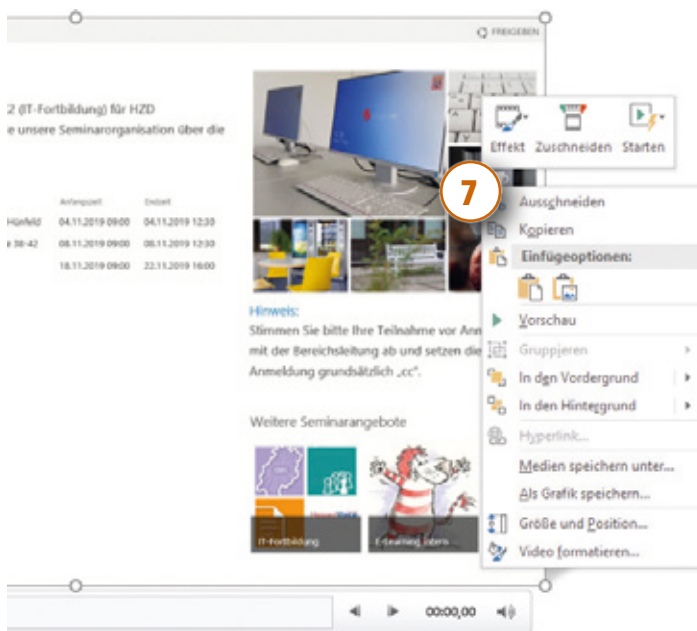 FREIGEBEN
2 (IT-Fortbildung) für HZD
e unsere Seminarorganisation über die
Anfangszeit Endzeit
Hünfeld 04.11.2019 09:00 04.11.2019 12:30
e 38-42 08.11.2019 09:00 08.11.2019 12:30
18.11.2019 09:00 22.11.2019 16:00
Hinweis:
Stimmen Sie bitte Ihre Teilnahme vor Anm
mit der Bereichsleitung ab und setzen die
Anmeldung grundsätzlich „cc“.
Weitere Seminarangebote
IT-Fortbildung
E-Learning intern
Effekt Zuschneiden Starten
7
Ausschneiden
Kopieren
Einfügeoptionen:
Vorschau
Gruppieren
In den Vordergrund
In den Hintergrund
Hyperlink...
Medien speichern unter...
Als Grafik speichern...
Größe und Position...
Video formatieren...
00:00,00